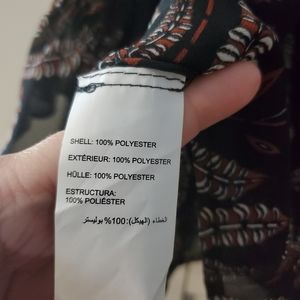 SHELL: 100% POLYESTER
EXTÉRIEUR: 100% POLYESTER
HÜLLE: 100% POLYESTER
ESTRUCTURA:
100% POLIÉSTER
الغطاء (الهيكل): 100% بوليستر